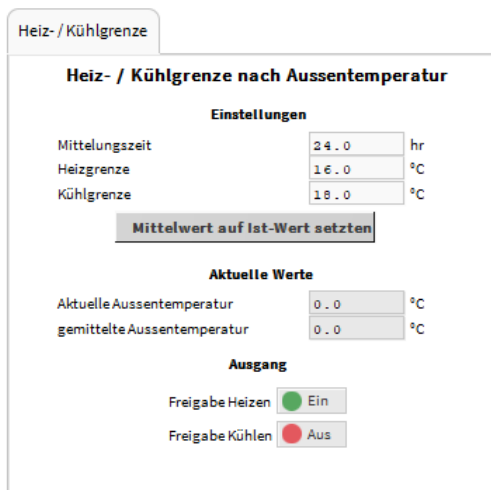 Heiz- / Kühlgrenze
Heiz- / Kühlgrenze nach Aussentemperatur
Einstellungen
Mittelungszeit 24.0 hr
Heizgrenze 16.0 °C
Kühlgrenze 18.0 °C
Mittelwert auf Ist-Wert setzten
Aktuelle Werte
Aktuelle Aussentemperatur 0.0 °C
gemittelte Aussentemperatur 0.0 °C
Ausgang
Freigabe Heizen Ein
Freigabe Kühlen Aus